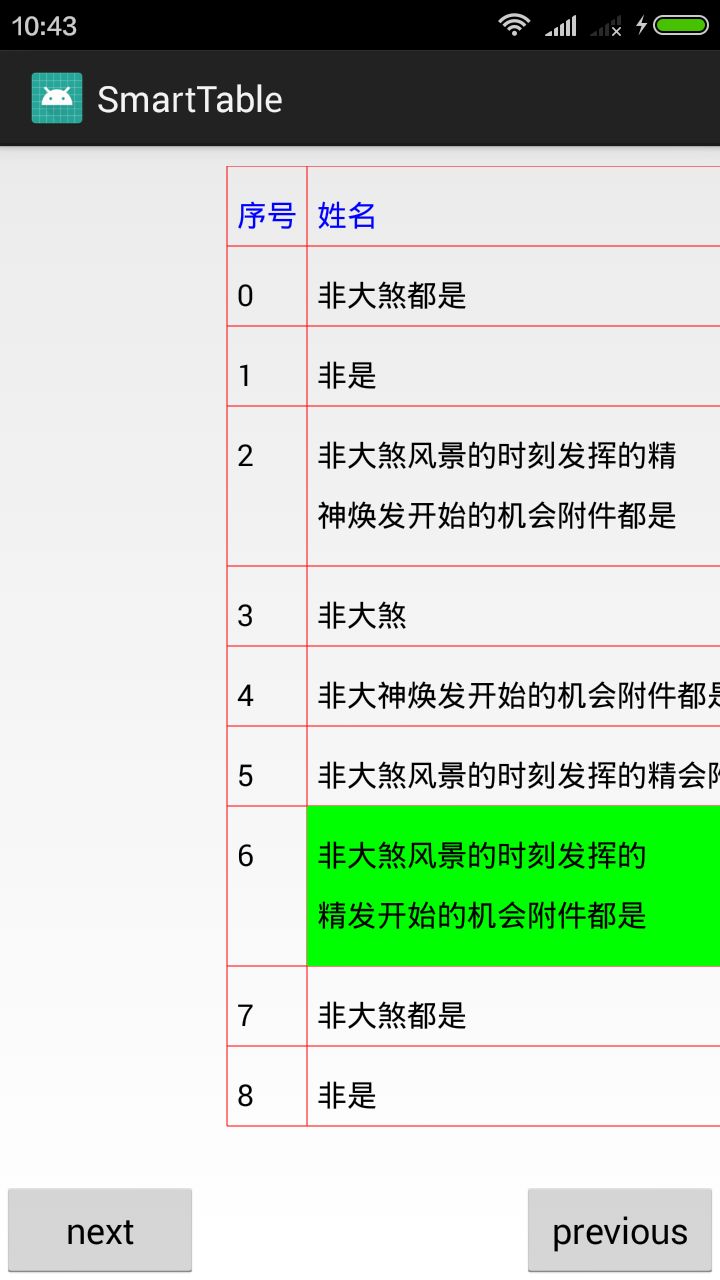 10:43
SmartTable
序号 姓名
0 非大煞都是
1 非是
2 非大煞风景的时刻发挥的精
神焕发开始的机会附件都是
3 非大煞
4 非大神焕发开始的机会附件都是
5 非大煞风景的时刻发挥的精会附
6 非大煞风景的时刻发挥的
精发开始的机会附件都是
7 非大煞都是
8 非是
next previous